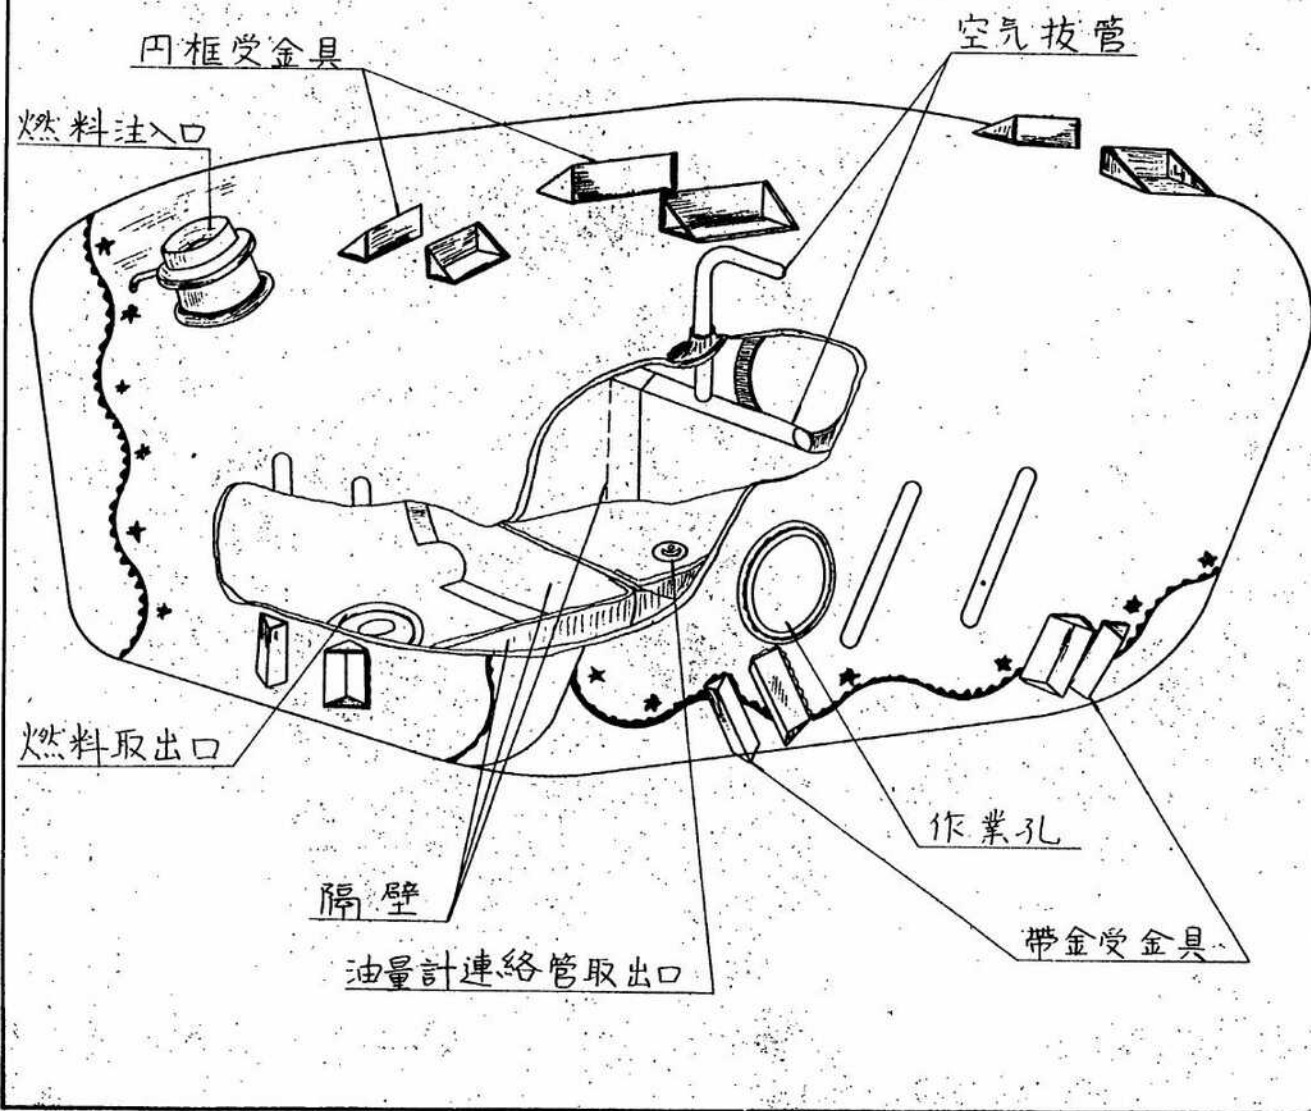 空気抜管
円框受金具
燃料注入口
燃料取出口
作業孔
隔壁
帶金受金具
油量計連絡管取出口